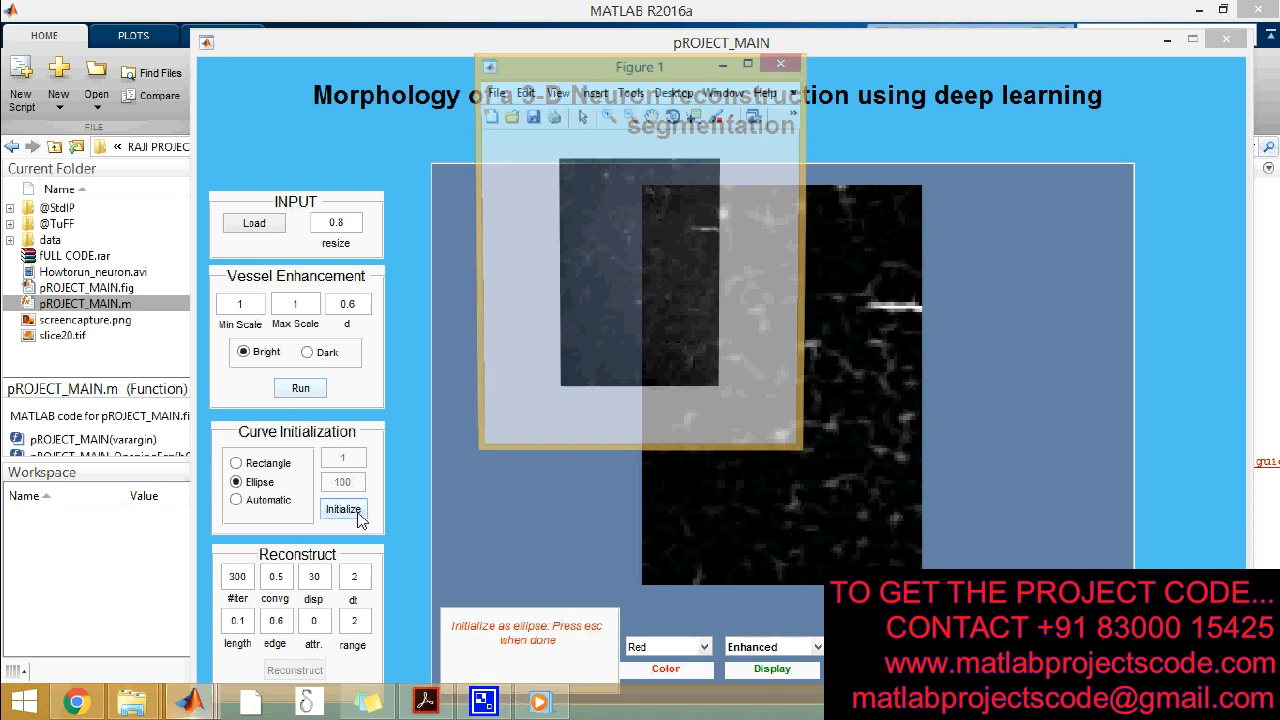 MATLAB R2016a
HOME
PLOTS
pROJECT_MAIN
New
Script
New
Open
Find Files
Compare
FILE
RAJI PROJEC
Current Folder
Name
@StdIP
@TuFF
data
fULL CODE.rar
Howtorun_neuron.avi
pROJECT_MAIN.fig
pROJECT_MAIN.m
screencapture.png
slice20.tif
pROJECT_MAIN.m (Function)
MATLAB code for pROJECT_MAIN.fi
pROJECT_MAIN(varargin)
Workspace
Name
Value
Morphology of a 3-D Neuron reconstruction using deep learning
segmentation
Figure 1
File Edit View Insert Tools Desktop Window Help
INPUT
Load
0.8
resize
Vessel Enhancement
1 1 0.6
Min Scale Max Scale d
Bright Dark
Run
Curve Initialization
Rectangle 1
Ellipse 100
Automatic
Initialize
Reconstruct
300 0.5 30 2
#iter convg disp dt
0.1 0.6 0 2
length edge attr. range
Reconstruct
Initialize as ellipse. Press esc
when done
Red
Enhanced
Color
Display
guic
TO GET THE PROJECT CODE...
CONTACT +91 83000 15425
www.matlabprojectscode.com
matlabprojectscode@gmail.com